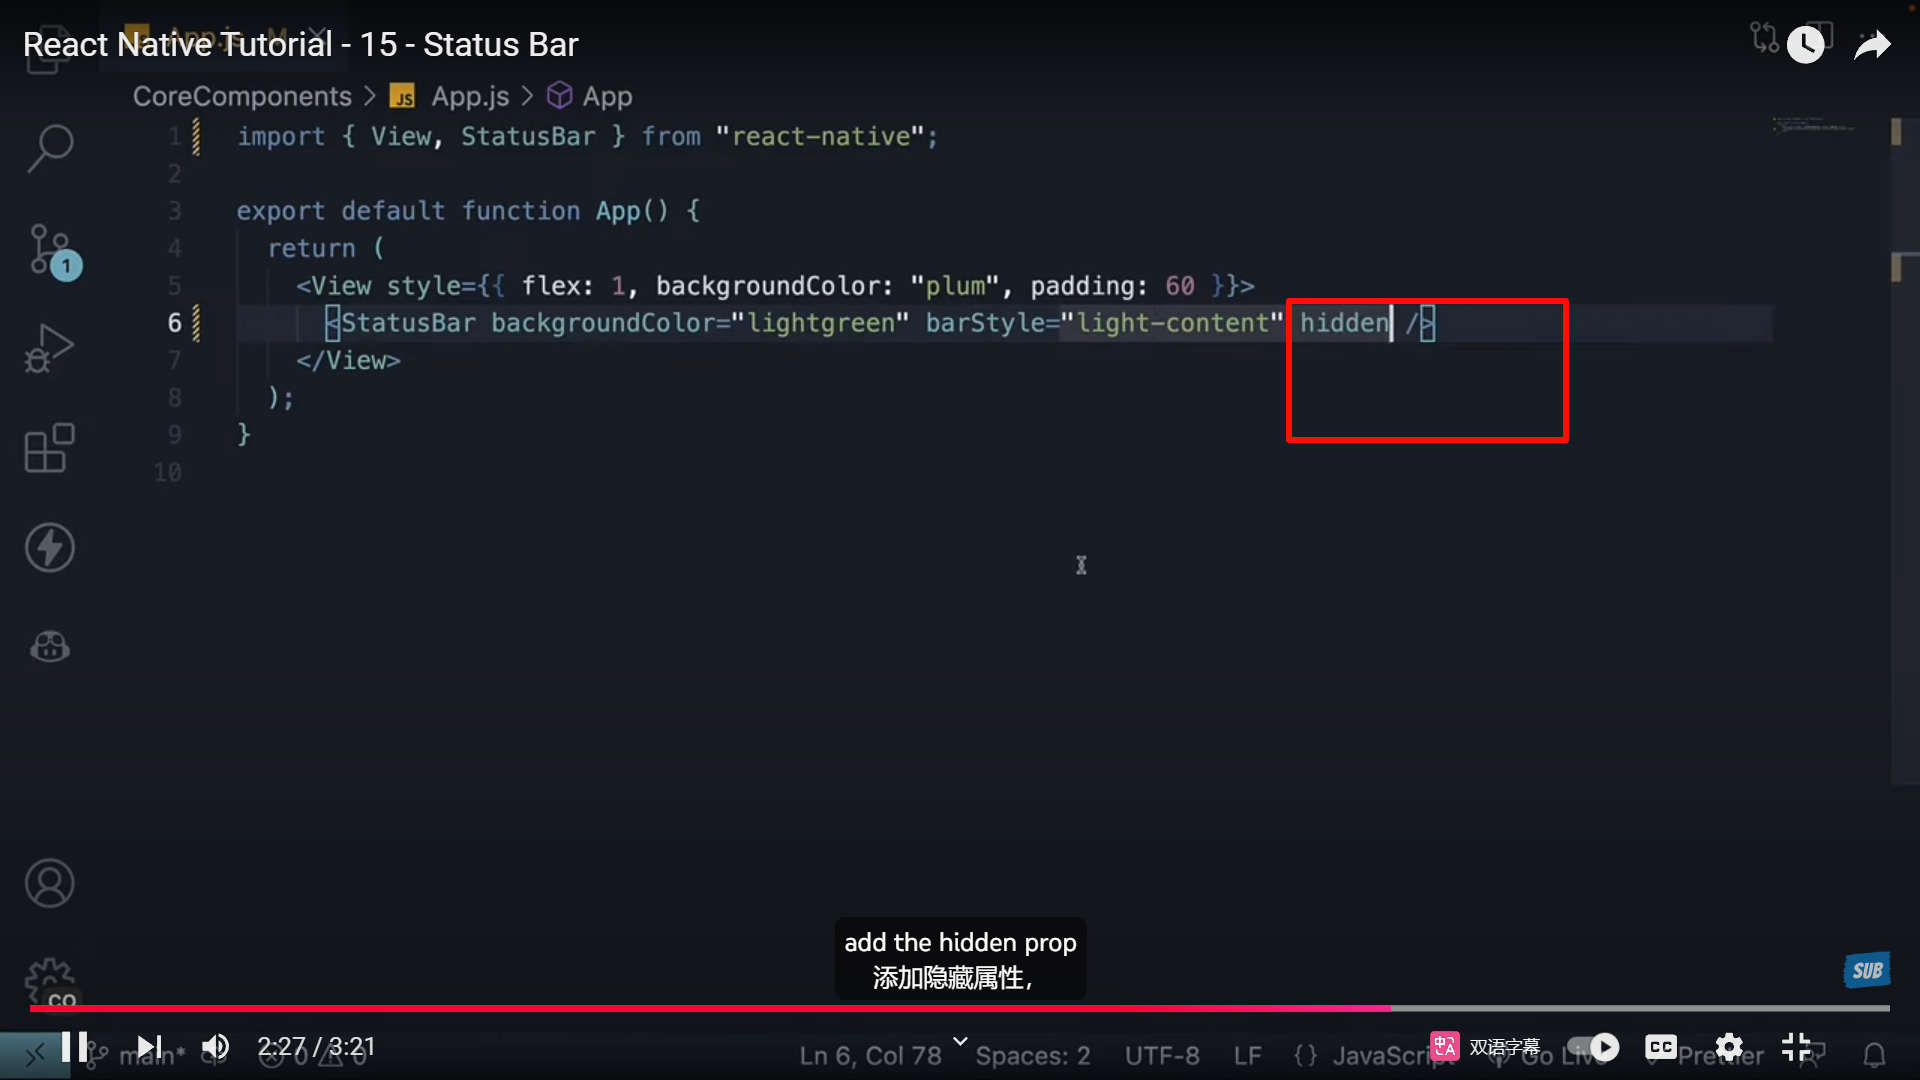 React Native Tutorial - 15 - Status Bar
CoreComponents > JS App.js > App
1 import { View, StatusBar } from "react-native";
2
3 export default function App() {
4 return (
5 <View style={{ flex: 1, backgroundColor: "plum", padding: 60 }}>
6 <StatusBar backgroundColor="lightgreen" barStyle="light-content" hidden />
7 </View>
8 );
9 }
10
1
add the hidden prop
添加隐藏属性，
SUB
2:27 / 3:21
main*
Ln 6, Col 78 Spaces: 2 UTF-8 LF {} JavaScript
双语字幕
Go Live
CC
Prettier